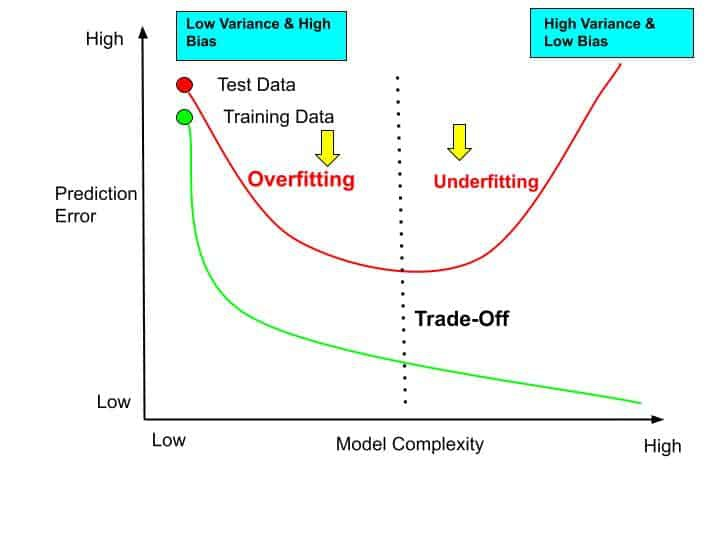 Low Variance & High
Bias
High Variance &
Low Bias
High
Test Data
Training Data
Overfitting
Underfitting
Prediction
Error
Trade-Off
Low
Low
Model Complexity
High